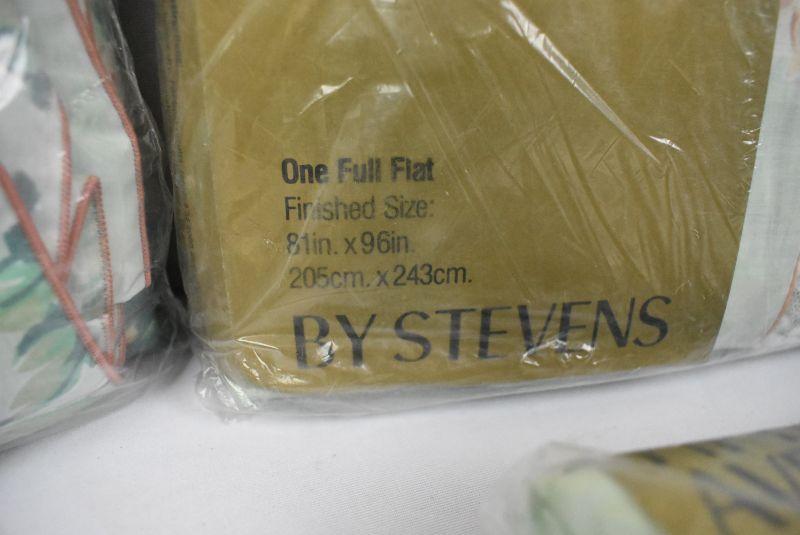 One Full Flat
Finished Size:
81in. x 96in.
205cm. x 243cm.
BY STEVENS